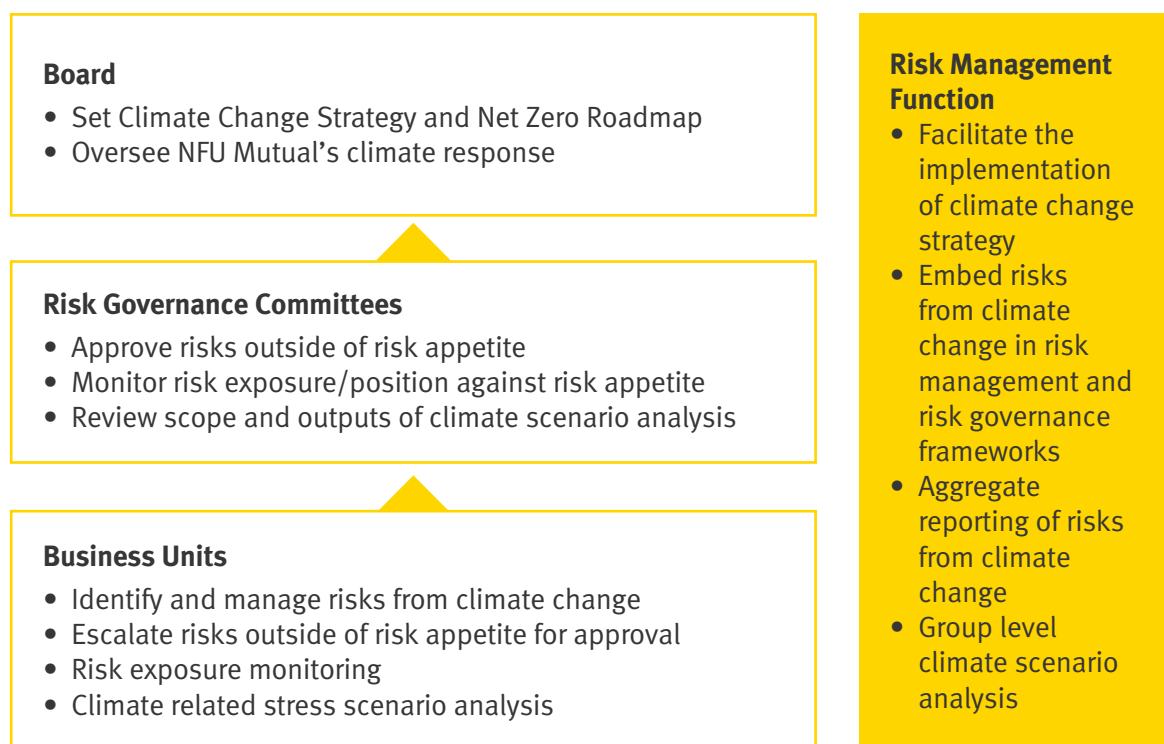 Board
• Set Climate Change Strategy and Net Zero Roadmap
• Oversee NFU Mutual’s climate response
Risk Governance Committees
• Approve risks outside of risk appetite
• Monitor risk exposure/position against risk appetite
• Review scope and outputs of climate scenario analysis
Business Units
• Identify and manage risks from climate change
• Escalate risks outside of risk appetite for approval
• Risk exposure monitoring
• Climate related stress scenario analysis
Risk Management
Function
• Facilitate the
implementation
of climate change
strategy
• Embed risks
from climate
change in risk
management and
risk governance
frameworks
• Aggregate
reporting of risks
from climate
change
• Group level
climate scenario
analysis